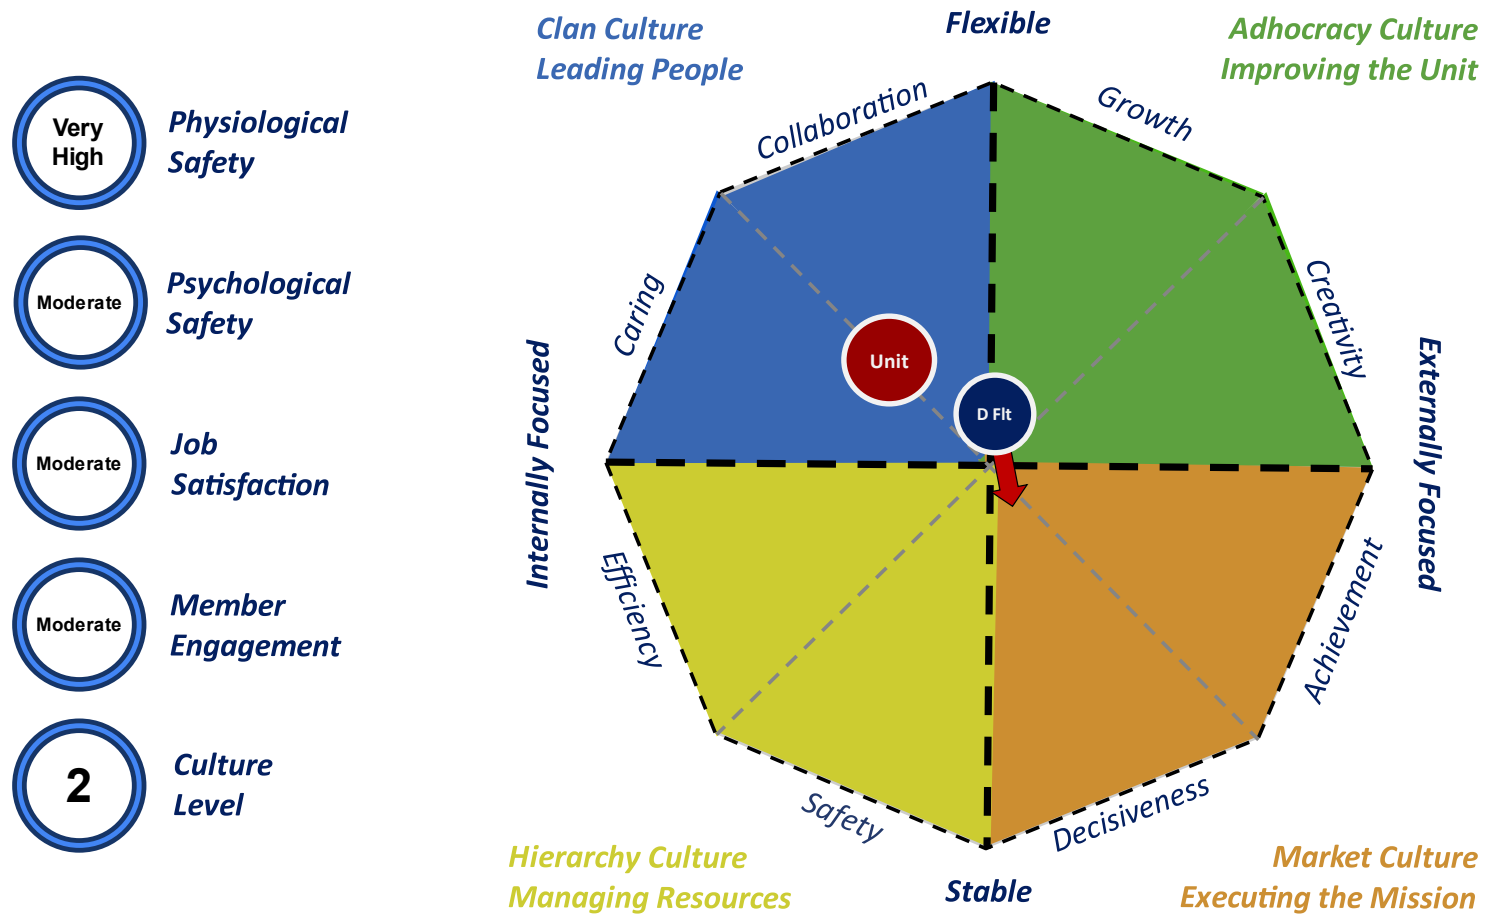 Very
High
Physiological
Safety
Moderate
Psychological
Safety
Moderate
Job
Satisfaction
Moderate
Member
Engagement
2
Culture
Level
Clan Culture
Leading People
Flexible
Adhocracy Culture
Improving the Unit
Collaboration
Growth
Caring
Creativity
Internally Focused
Externally Focused
Unit
D Flt
Efficiency
Achievement
Safety
Decisiveness
Hierarchy Culture
Managing Resources
Stable
Market Culture
Executing the Mission